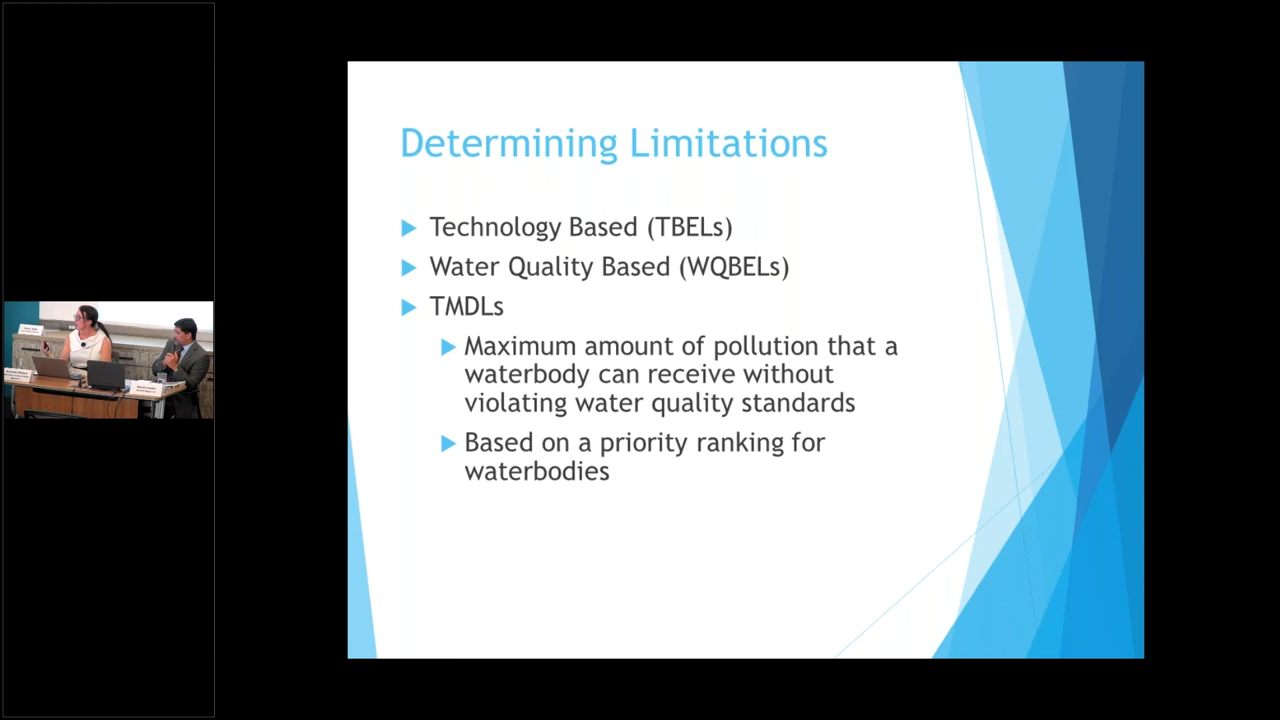 Determining Limitations
Technology Based (TBELs)
Water Quality Based (WQBELs)
TMDLs
Maximum amount of pollution that a
waterbody can receive without
violating water quality standards
Based on a priority ranking for
waterbodies